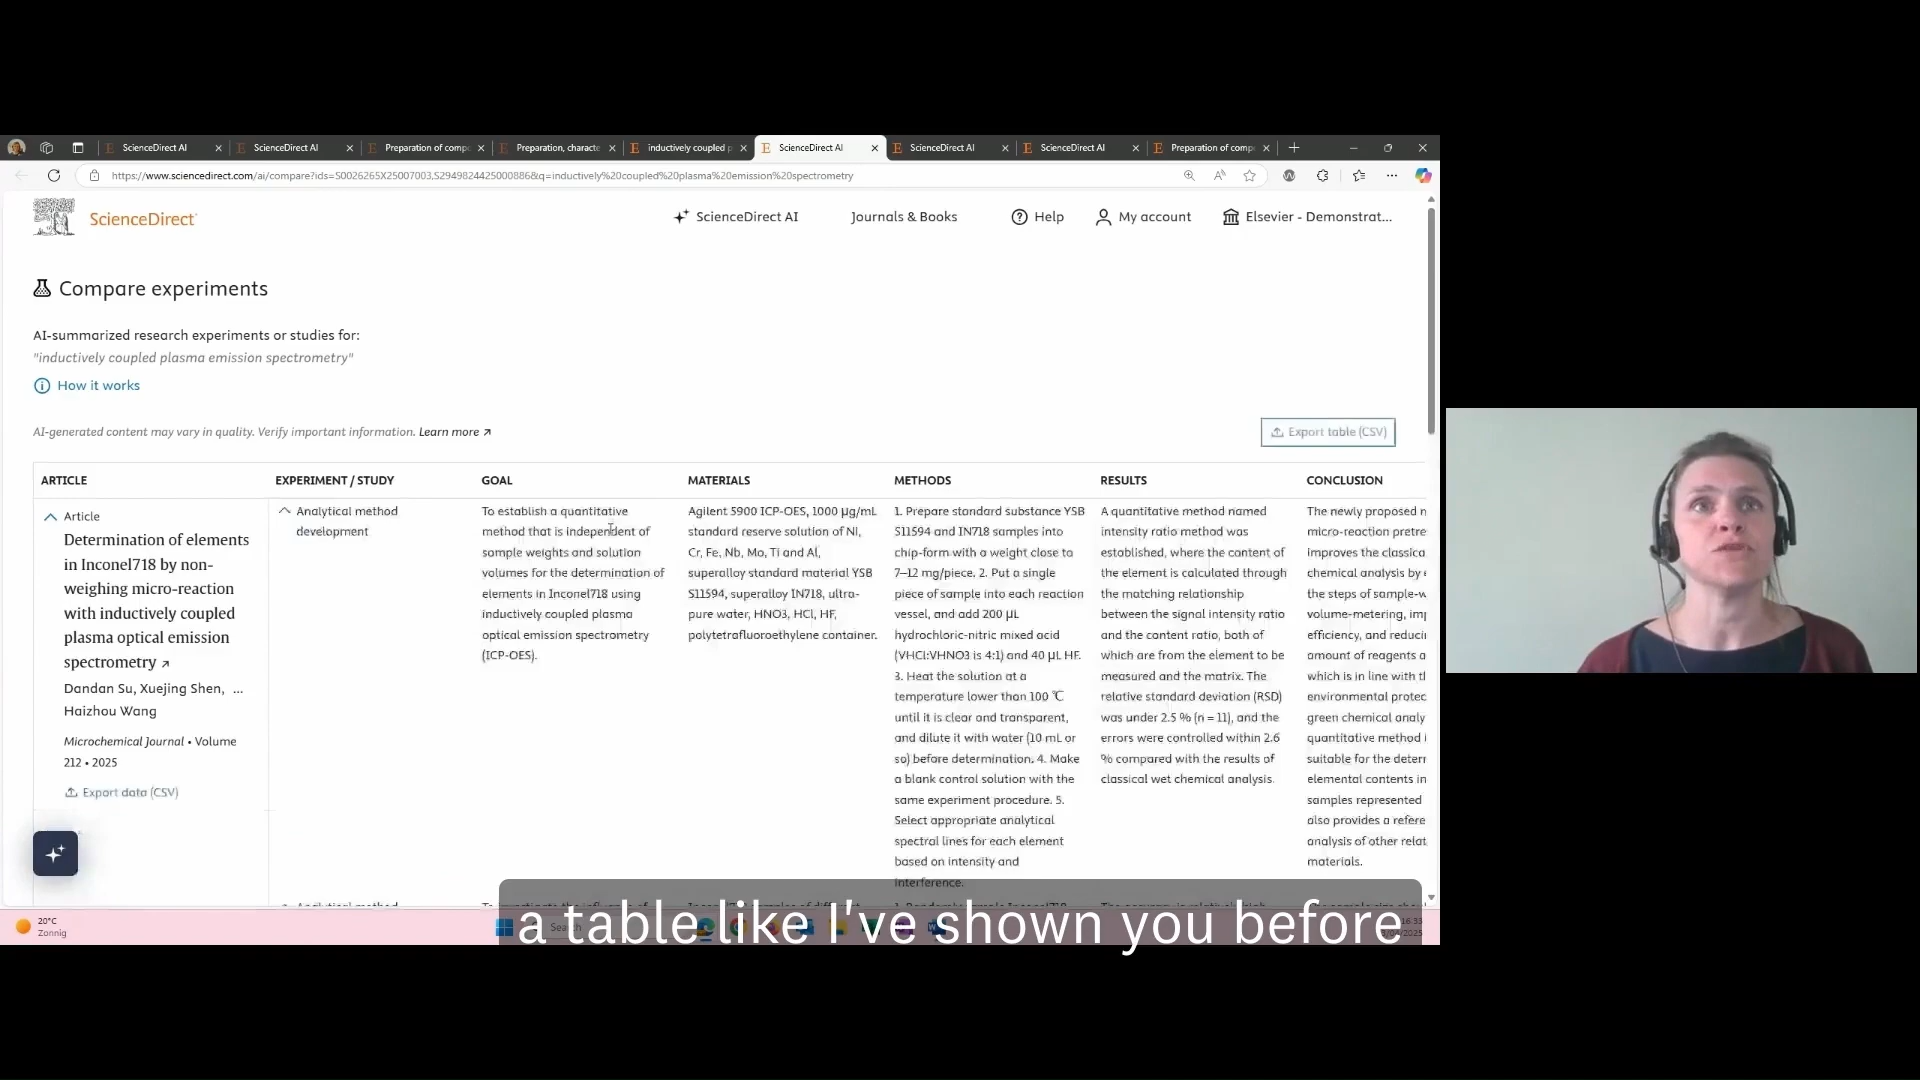 ScienceDirect AI
ScienceDirect AI
Preparation of compo
Preparation, characte
inductively coupled p
ScienceDirect AI
ScienceDirect AI
ScienceDirect AI
Preparation of compo
https://www.sciencedirect.com/ai/compare?ids=S0026265X25007003,S2949824425000886&q=inductively%20coupled%20plasma%20emission%20spectrometry
ScienceDirect
ScienceDirect AI
Journals & Books
Help
My account
Elsevier - Demonstrat...
Compare experiments
AI-summarized research experiments or studies for:
"inductively coupled plasma emission spectrometry"
How it works
AI-generated content may vary in quality. Verify important information. Learn more
Export table (CSV)
ARTICLE
EXPERIMENT / STUDY
GOAL
MATERIALS
METHODS
RESULTS
CONCLUSION
Article
Determination of elements
in Inconel718 by non-
weighing micro-reaction
with inductively coupled
plasma optical emission
spectrometry
Dandan Su, Xuejing Shen, ...
Haizhou Wang
Microchemical Journal • Volume
212 • 2025
Export data (CSV)
Analytical method
development
To establish a quantitative
method that is independent of
sample weights and solution
volumes for the determination of
elements in Inconel718 using
inductively coupled plasma
optical emission spectrometry
(ICP-OES).
Agilent 5900 ICP-OES, 1000 μg/mL
standard reserve solution of Ni,
Cr, Fe, Nb, Mo, Ti and Al,
superalloy standard material YSB
S11594, superalloy IN718, ultra-
pure water, HNO3, HCl, HF,
polytetrafluoroethylene container.
1. Prepare standard substance YSB
S11594 and IN718 samples into
chip-form with a weight close to
7–12 mg/piece. 2. Put a single
piece of sample into each reaction
vessel, and add 200 μL
hydrochloric-nitric mixed acid
(VHCl:VHNO3 is 4:1) and 40 μL HF.
3. Heat the solution at a
temperature lower than 100 ℃
until it is clear and transparent,
and dilute it with water (10 mL or
so) before determination. 4. Make
a blank control solution with the
same experiment procedure. 5.
Select appropriate analytical
spectral lines for each element
based on intensity and
interference.
A quantitative method named
intensity ratio method was
established, where the content of
the element is calculated through
the matching relationship
between the signal intensity ratio
and the content ratio, both of
which are from the element to be
measured and the matrix. The
relative standard deviation (RSD)
was under 2.5 % (n = 11), and the
errors were controlled within 2.6
% compared with the results of
classical wet chemical analysis.
The newly proposed n
micro-reaction pretre
improves the classica
chemical analysis by
the steps of sample-w
volume-metering, imp
efficiency, and reducin
amount of reagents a
which is in line with th
environmental protec
green chemical analy
quantitative method i
suitable for the deterr
elemental contents in
samples represented
also provides a refere
analysis of other relat
materials.
20°C
Zonnig
Search
a table like I've shown you before